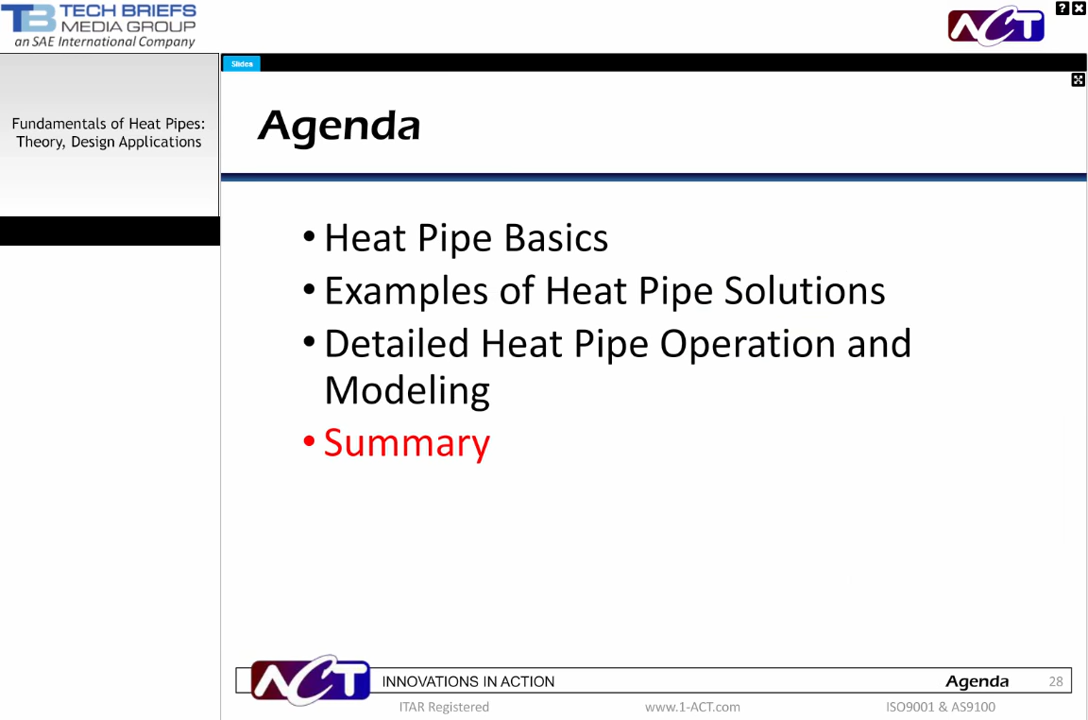 TB TECH BRIEFS
MEDIA GROUP
an SAE International Company
ACT
?
Slides
Fundamentals of Heat Pipes:
Theory, Design Applications
Agenda
• Heat Pipe Basics
• Examples of Heat Pipe Solutions
• Detailed Heat Pipe Operation and
Modeling
• Summary
ACT INNOVATIONS IN ACTION Agenda 28
ITAR Registered www.1-ACT.com ISO9001 & AS9100